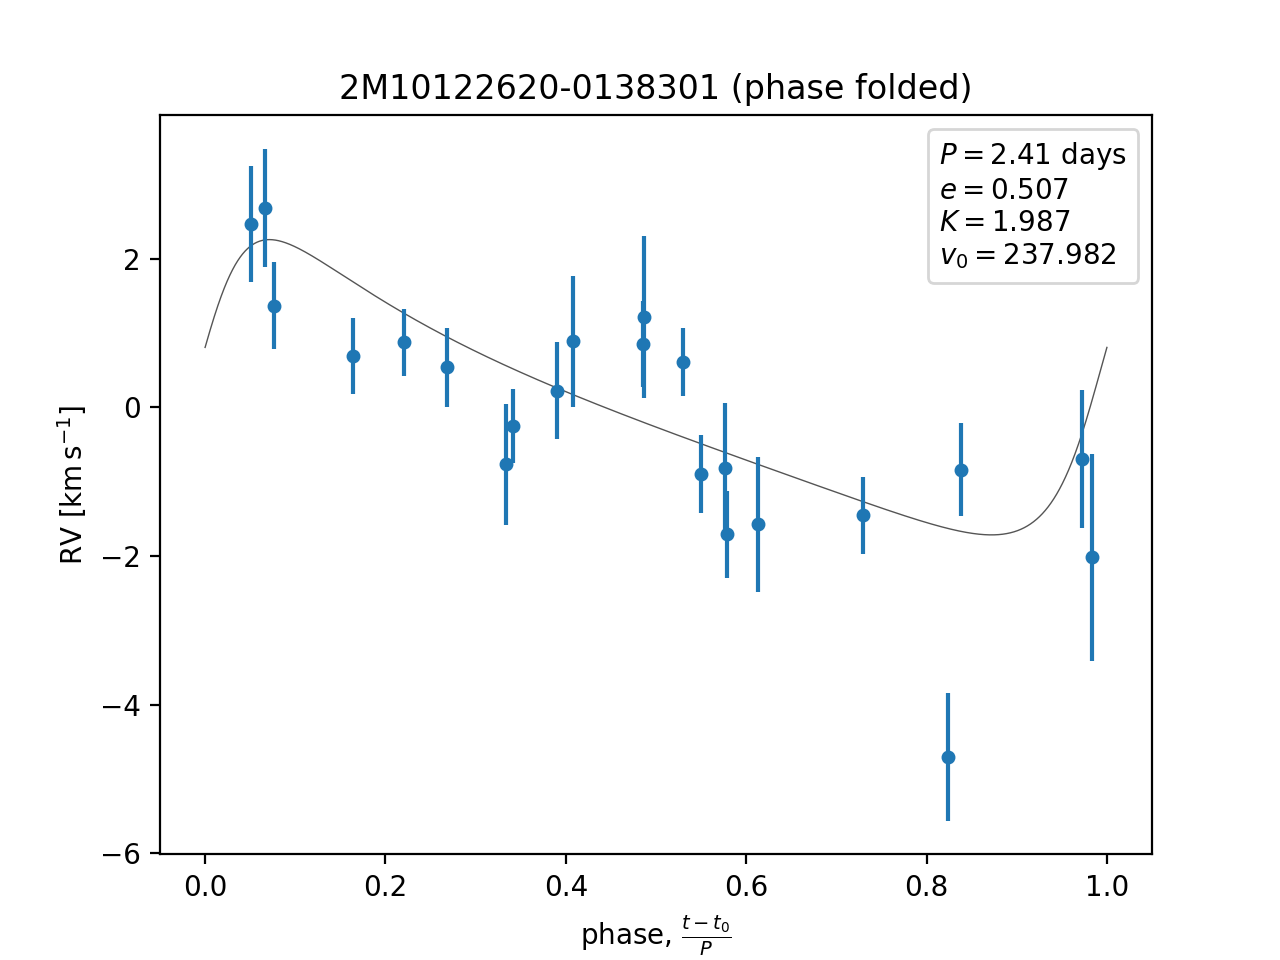 2M10122620-0138301 (phase folded)
P = 2.41 days
e = 0.507
K = 1.987
v₀ = 237.982
RV [km s⁻¹]
2
0
−2
−4
−6
0.0 0.2 0.4 0.6 0.8 1.0
phase, (t − t₀)/P